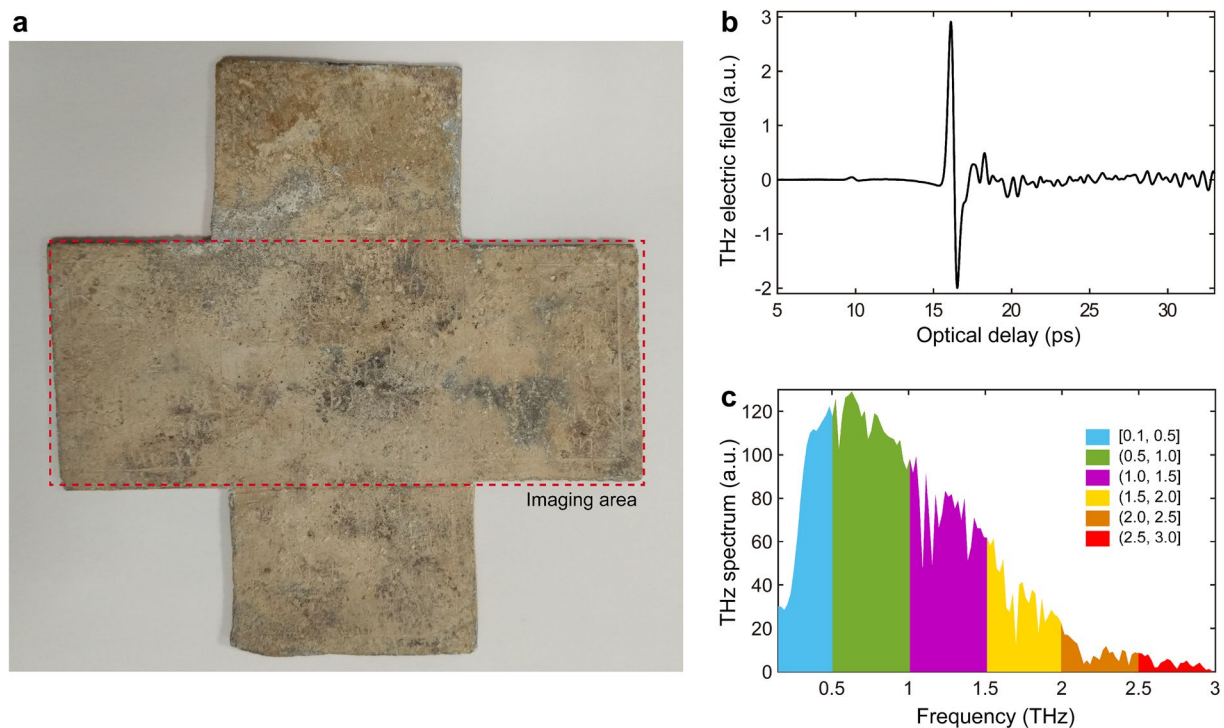 a
Imaging area
b
THz electric field (a.u.)
3
2
1
0
-1
-2
5 10 15 20 25 30
Optical delay (ps)
c
THz spectrum (a.u.)
120
100
80
60
40
20
0
[0.1, 0.5]
(0.5, 1.0]
(1.0, 1.5]
(1.5, 2.0]
(2.0, 2.5]
(2.5, 3.0]
0.5 1 1.5 2 2.5 3
Frequency (THz)